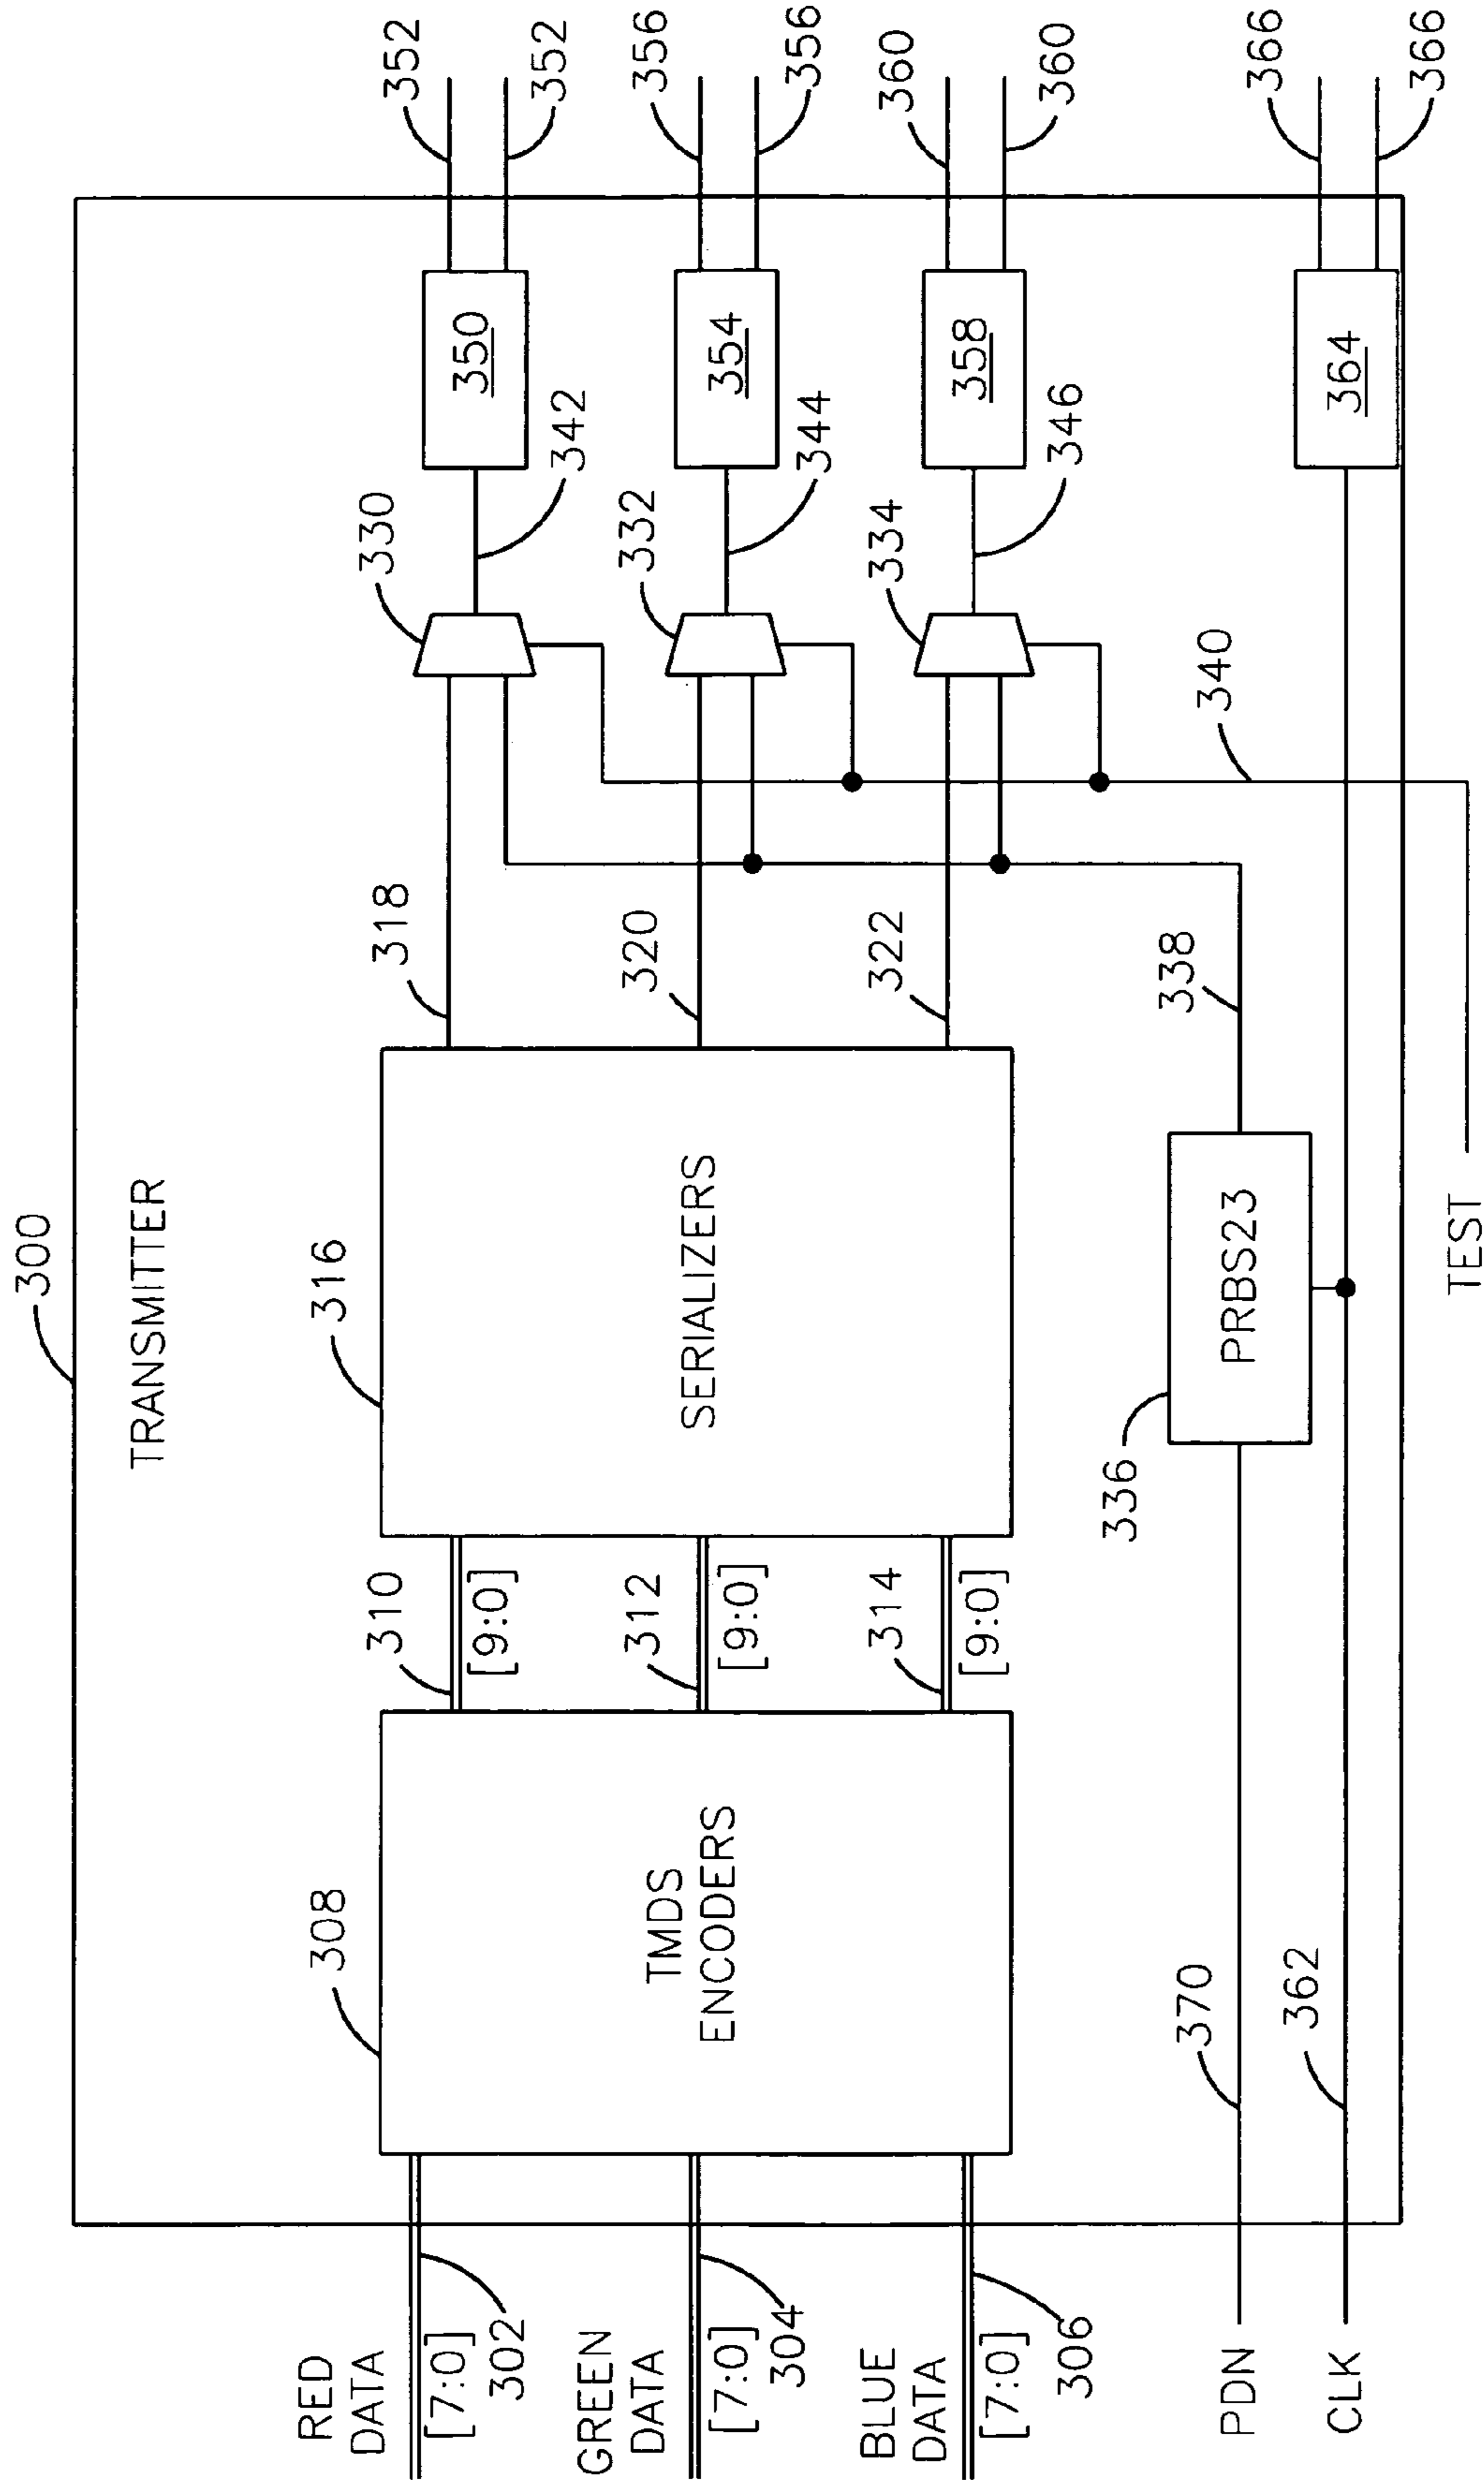 300
TRANSMITTER
RED
DATA
[7:0]
302
GREEN
DATA
[7:0]
304
BLUE
DATA
[7:0]
306
308
TMDS
ENCODERS
310
[9:0]
312
[9:0]
314
[9:0]
316
SERIALIZERS
318
320
322
330
332
334
342
344
346
350
354
358
364
352
352
356
356
360
360
366
366
PDN
370
CLK
362
336
PRBS23
338
340
TEST